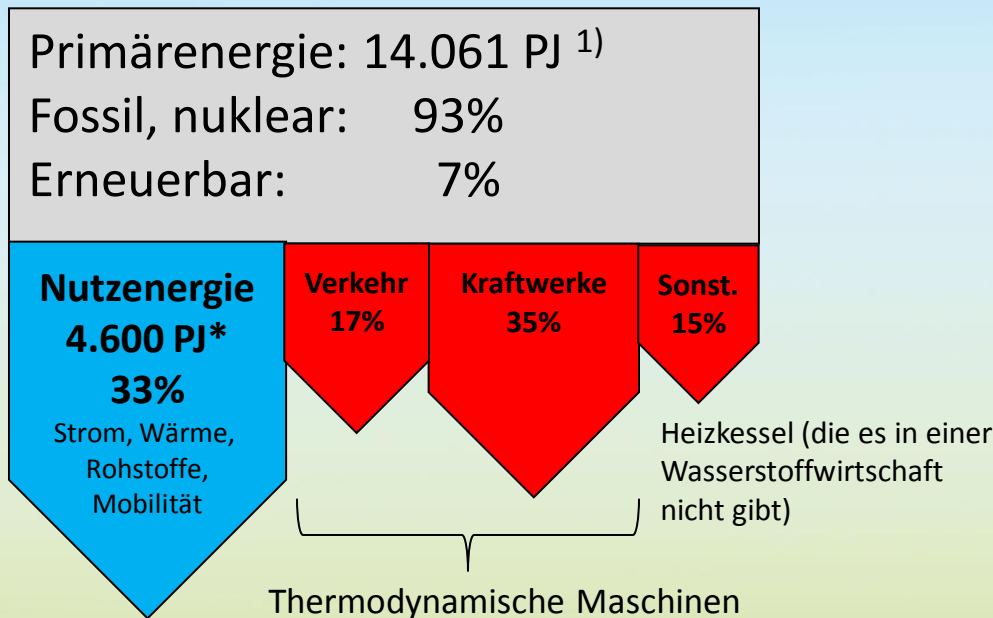 Primärenergie: 14.061 PJ 1)
Fossil, nuklear: 93%
Erneuerbar: 7%
Nutzenergie
4.600 PJ*
33%
Strom, Wärme,
Rohstoffe,
Mobilität
Verkehr
17%
Kraftwerke
35%
Sonst.
15%
Heizkessel (die es in einer
Wasserstoffwirtschaft
nicht gibt)
Thermodynamische Maschinen